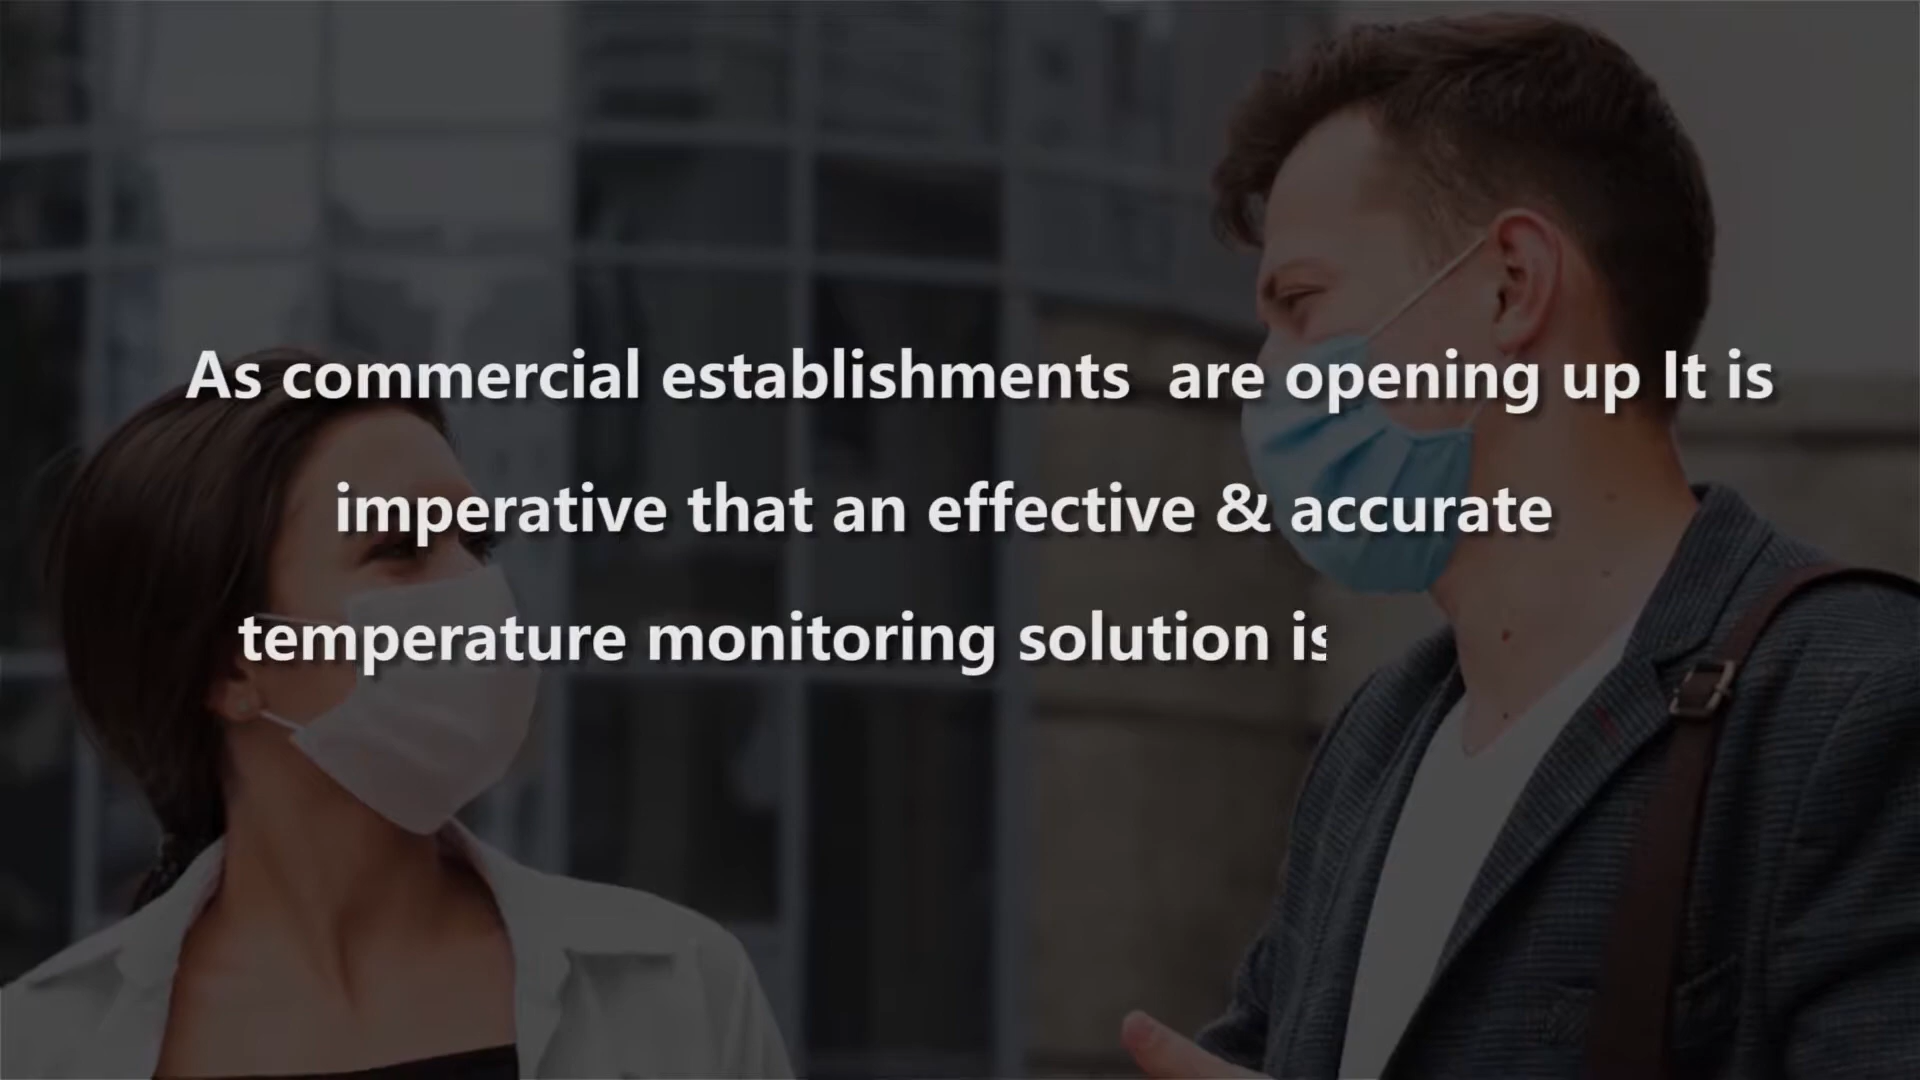 As commercial establishments  are opening up It is
imperative that an effective & accurate
temperature monitoring solution is